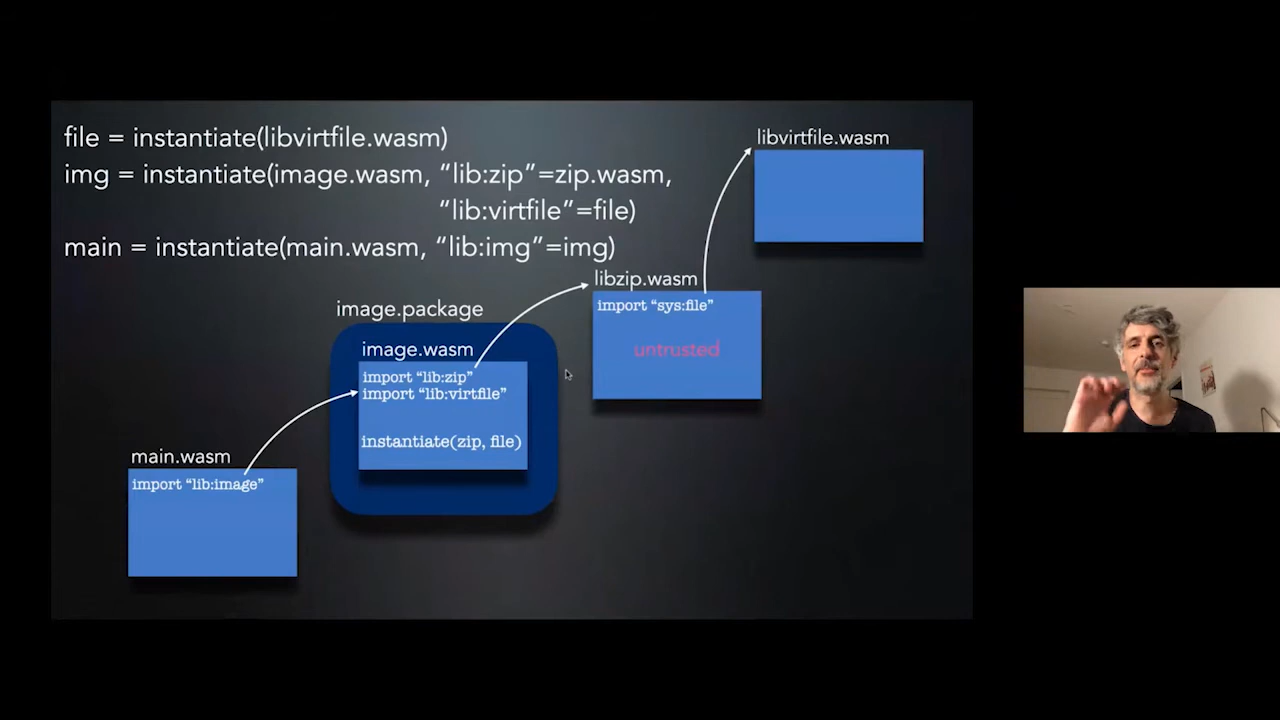 file = instantiate(libvirtfile.wasm)
img = instantiate(image.wasm, “lib:zip”=zip.wasm,
“lib:virtfile”=file)
main = instantiate(main.wasm, “lib:img”=img)
libvirtfile.wasm
libzip.wasm
import “sys:file”
untrusted
image.package
image.wasm
import “lib:zip”
import “lib:virtfile”
instantiate(zip, file)
main.wasm
import “lib:image”